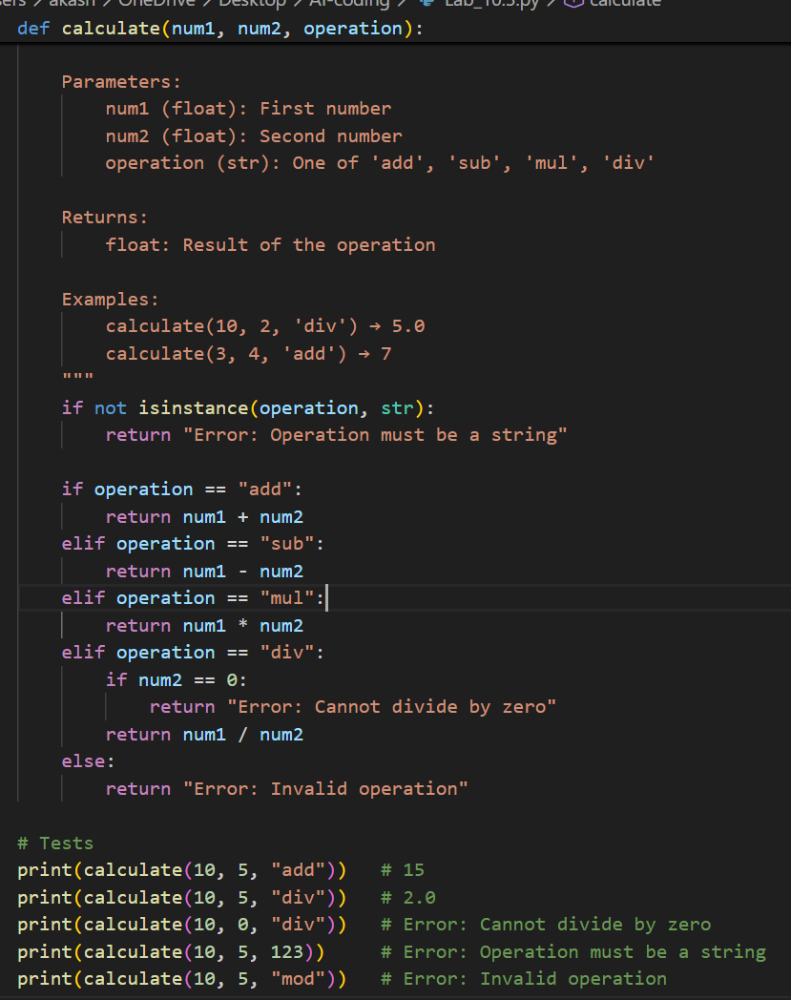 akash > OneDrive > Desktop > AI-coding > Lab_10.5.py > calculate
def calculate(num1, num2, operation):
Parameters:
num1 (float): First number
num2 (float): Second number
operation (str): One of 'add', 'sub', 'mul', 'div'
Returns:
float: Result of the operation
Examples:
calculate(10, 2, 'div') → 5.0
calculate(3, 4, 'add') → 7
"""
if not isinstance(operation, str):
return "Error: Operation must be a string"
if operation == "add":
return num1 + num2
elif operation == "sub":
return num1 - num2
elif operation == "mul":
return num1 * num2
elif operation == "div":
if num2 == 0:
return "Error: Cannot divide by zero"
return num1 / num2
else:
return "Error: Invalid operation"
# Tests
print(calculate(10, 5, "add"))   # 15
print(calculate(10, 5, "div"))   # 2.0
print(calculate(10, 0, "div"))   # Error: Cannot divide by zero
print(calculate(10, 5, 123))     # Error: Operation must be a string
print(calculate(10, 5, "mod"))   # Error: Invalid operation